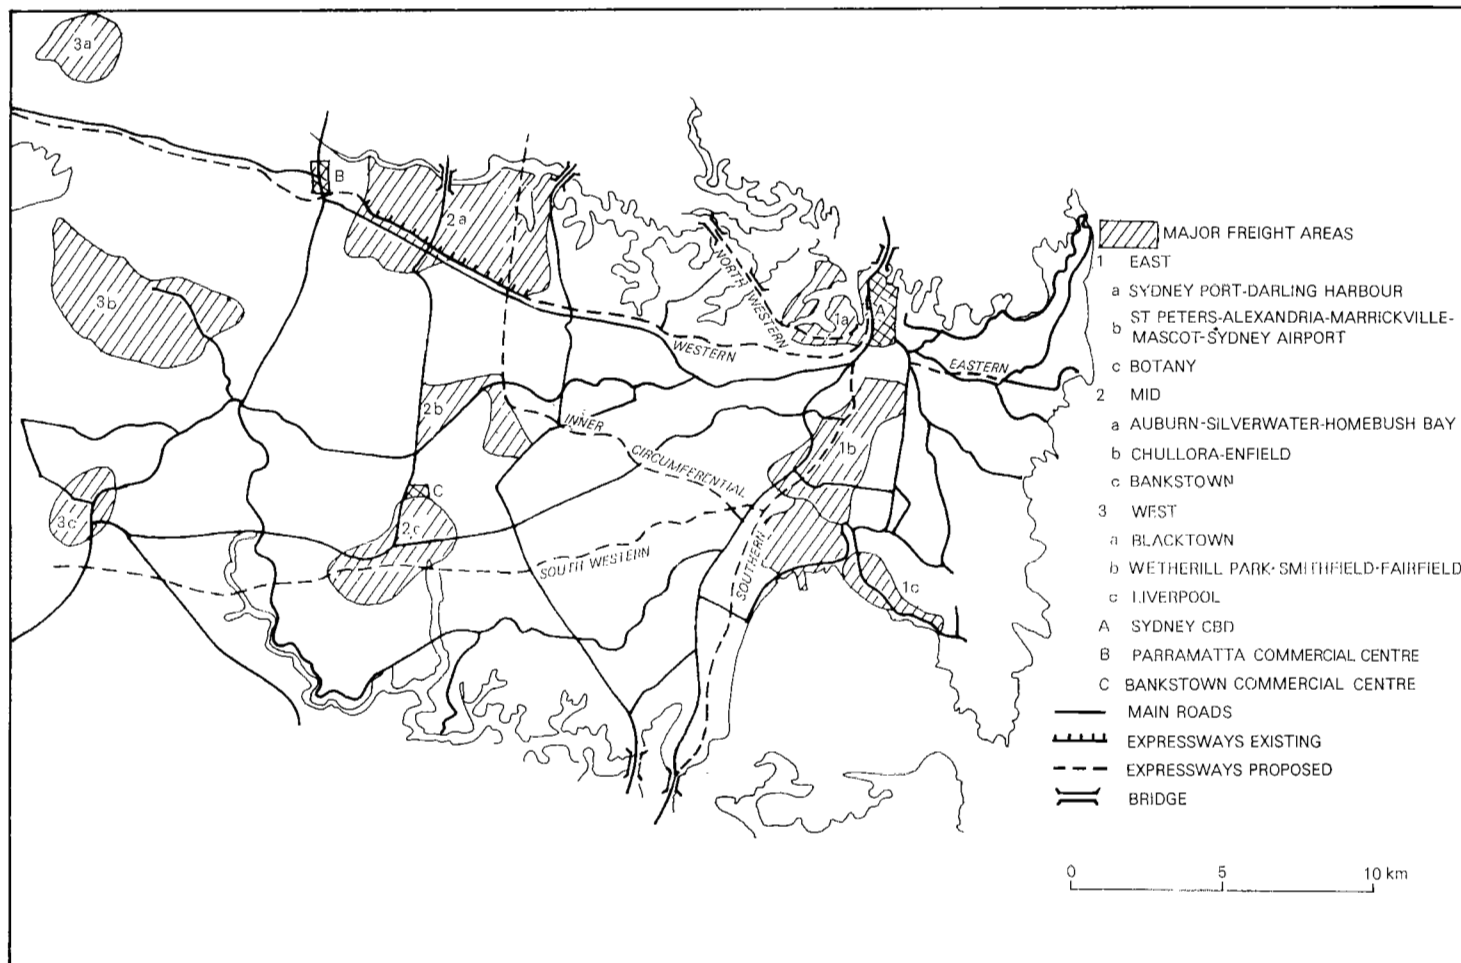 3a
B
2a
3b
NORTH WESTERN
A
1a
WESTERN
EASTERN
2b
INNER
CIRCUMFERENTIAL
1b
C
3c
2c
SOUTH WESTERN
SOUTHERN
1c
MAJOR FREIGHT AREAS
1 EAST
a SYDNEY PORT-DARLING HARBOUR
b ST PETERS-ALEXANDRIA-MARRICKVILLE-
MASCOT-SYDNEY AIRPORT
c BOTANY
2 MID
a AUBURN-SILVERWATER-HOMEBUSH BAY
b CHULLORA-ENFIELD
c BANKSTOWN
3 WEST
a BLACKTOWN
b WETHERILL PARK-SMITHFIELD-FAIRFIELD
c LIVERPOOL
A SYDNEY CBD
B PARRAMATTA COMMERCIAL CENTRE
C BANKSTOWN COMMERCIAL CENTRE
MAIN ROADS
EXPRESSWAYS EXISTING
EXPRESSWAYS PROPOSED
BRIDGE
0 5 10 km